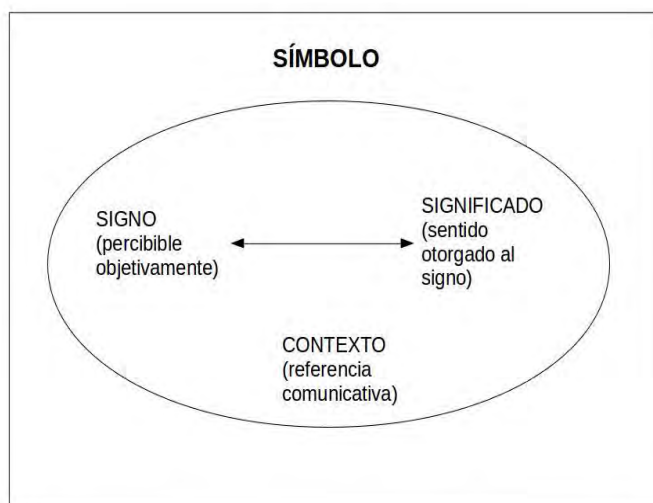 SÍMBOLO
SIGNO
(percibible
objetivamente)
SIGNIFICADO
(sentido
otorgado al
signo)
CONTEXTO
(referencia
comunicativa)